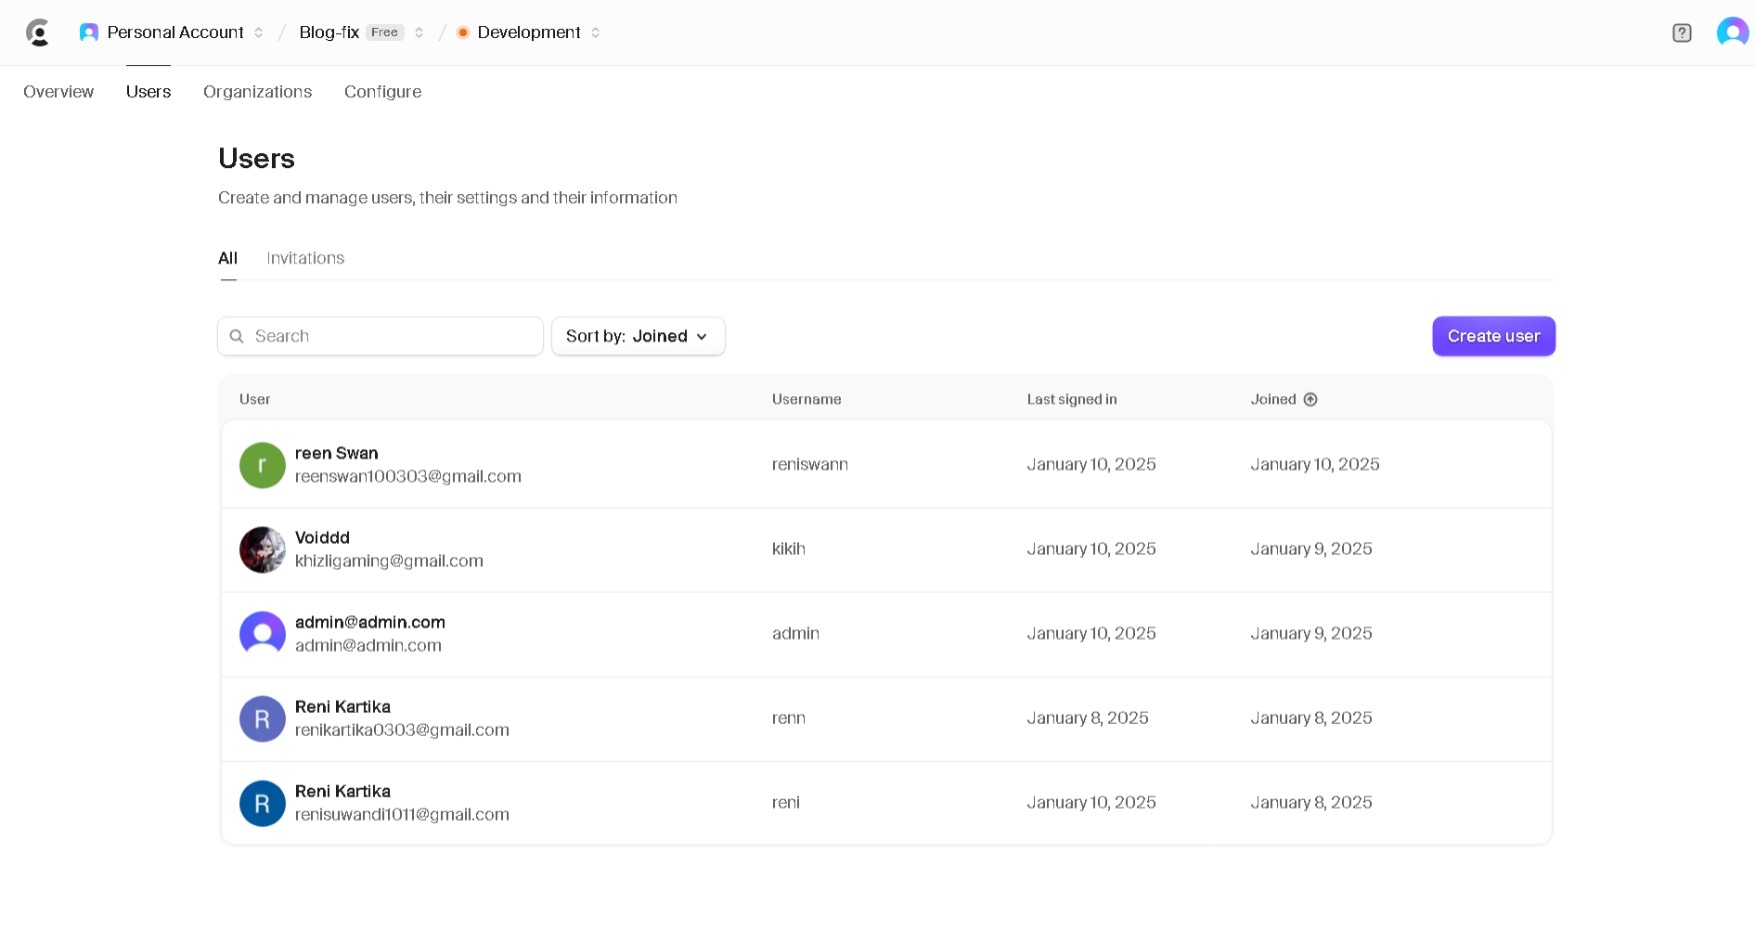 Personal Account / Blog-fix Free / Development ?
Overview Users Organizations Configure
Users
Create and manage users, their settings and their information
All Invitations
Search Sort by: Joined Create user
User Username Last signed in Joined
r reen Swan
reenswan100303@gmail.com reniswann January 10, 2025 January 10, 2025
Voiddd
khizligaming@gmail.com kikih January 10, 2025 January 9, 2025
admin@admin.com
admin@admin.com admin January 10, 2025 January 9, 2025
R Reni Kartika
renikartika0303@gmail.com renn January 8, 2025 January 8, 2025
R Reni Kartika
renisuwandi1011@gmail.com reni January 10, 2025 January 8, 2025